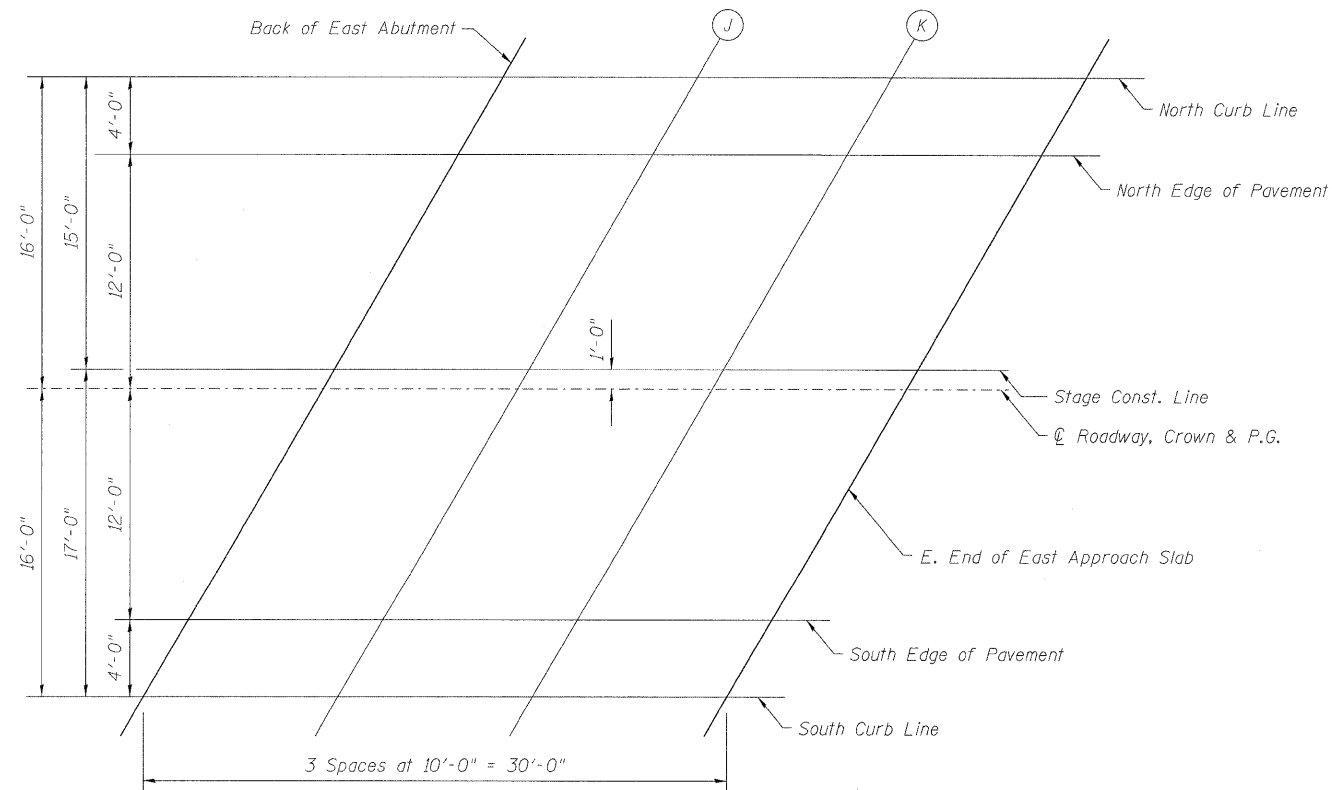 Back of East Abutment
J
K
North Curb Line
4'-0"
North Edge of Pavement
16'-0"
15'-0"
12'-0"
1'-0"
Stage Const. Line
℄ Roadway, Crown & P.G.
16'-0"
17'-0"
12'-0"
E. End of East Approach Slab
4'-0"
South Edge of Pavement
South Curb Line
3 Spaces at 10'-0" = 30'-0"